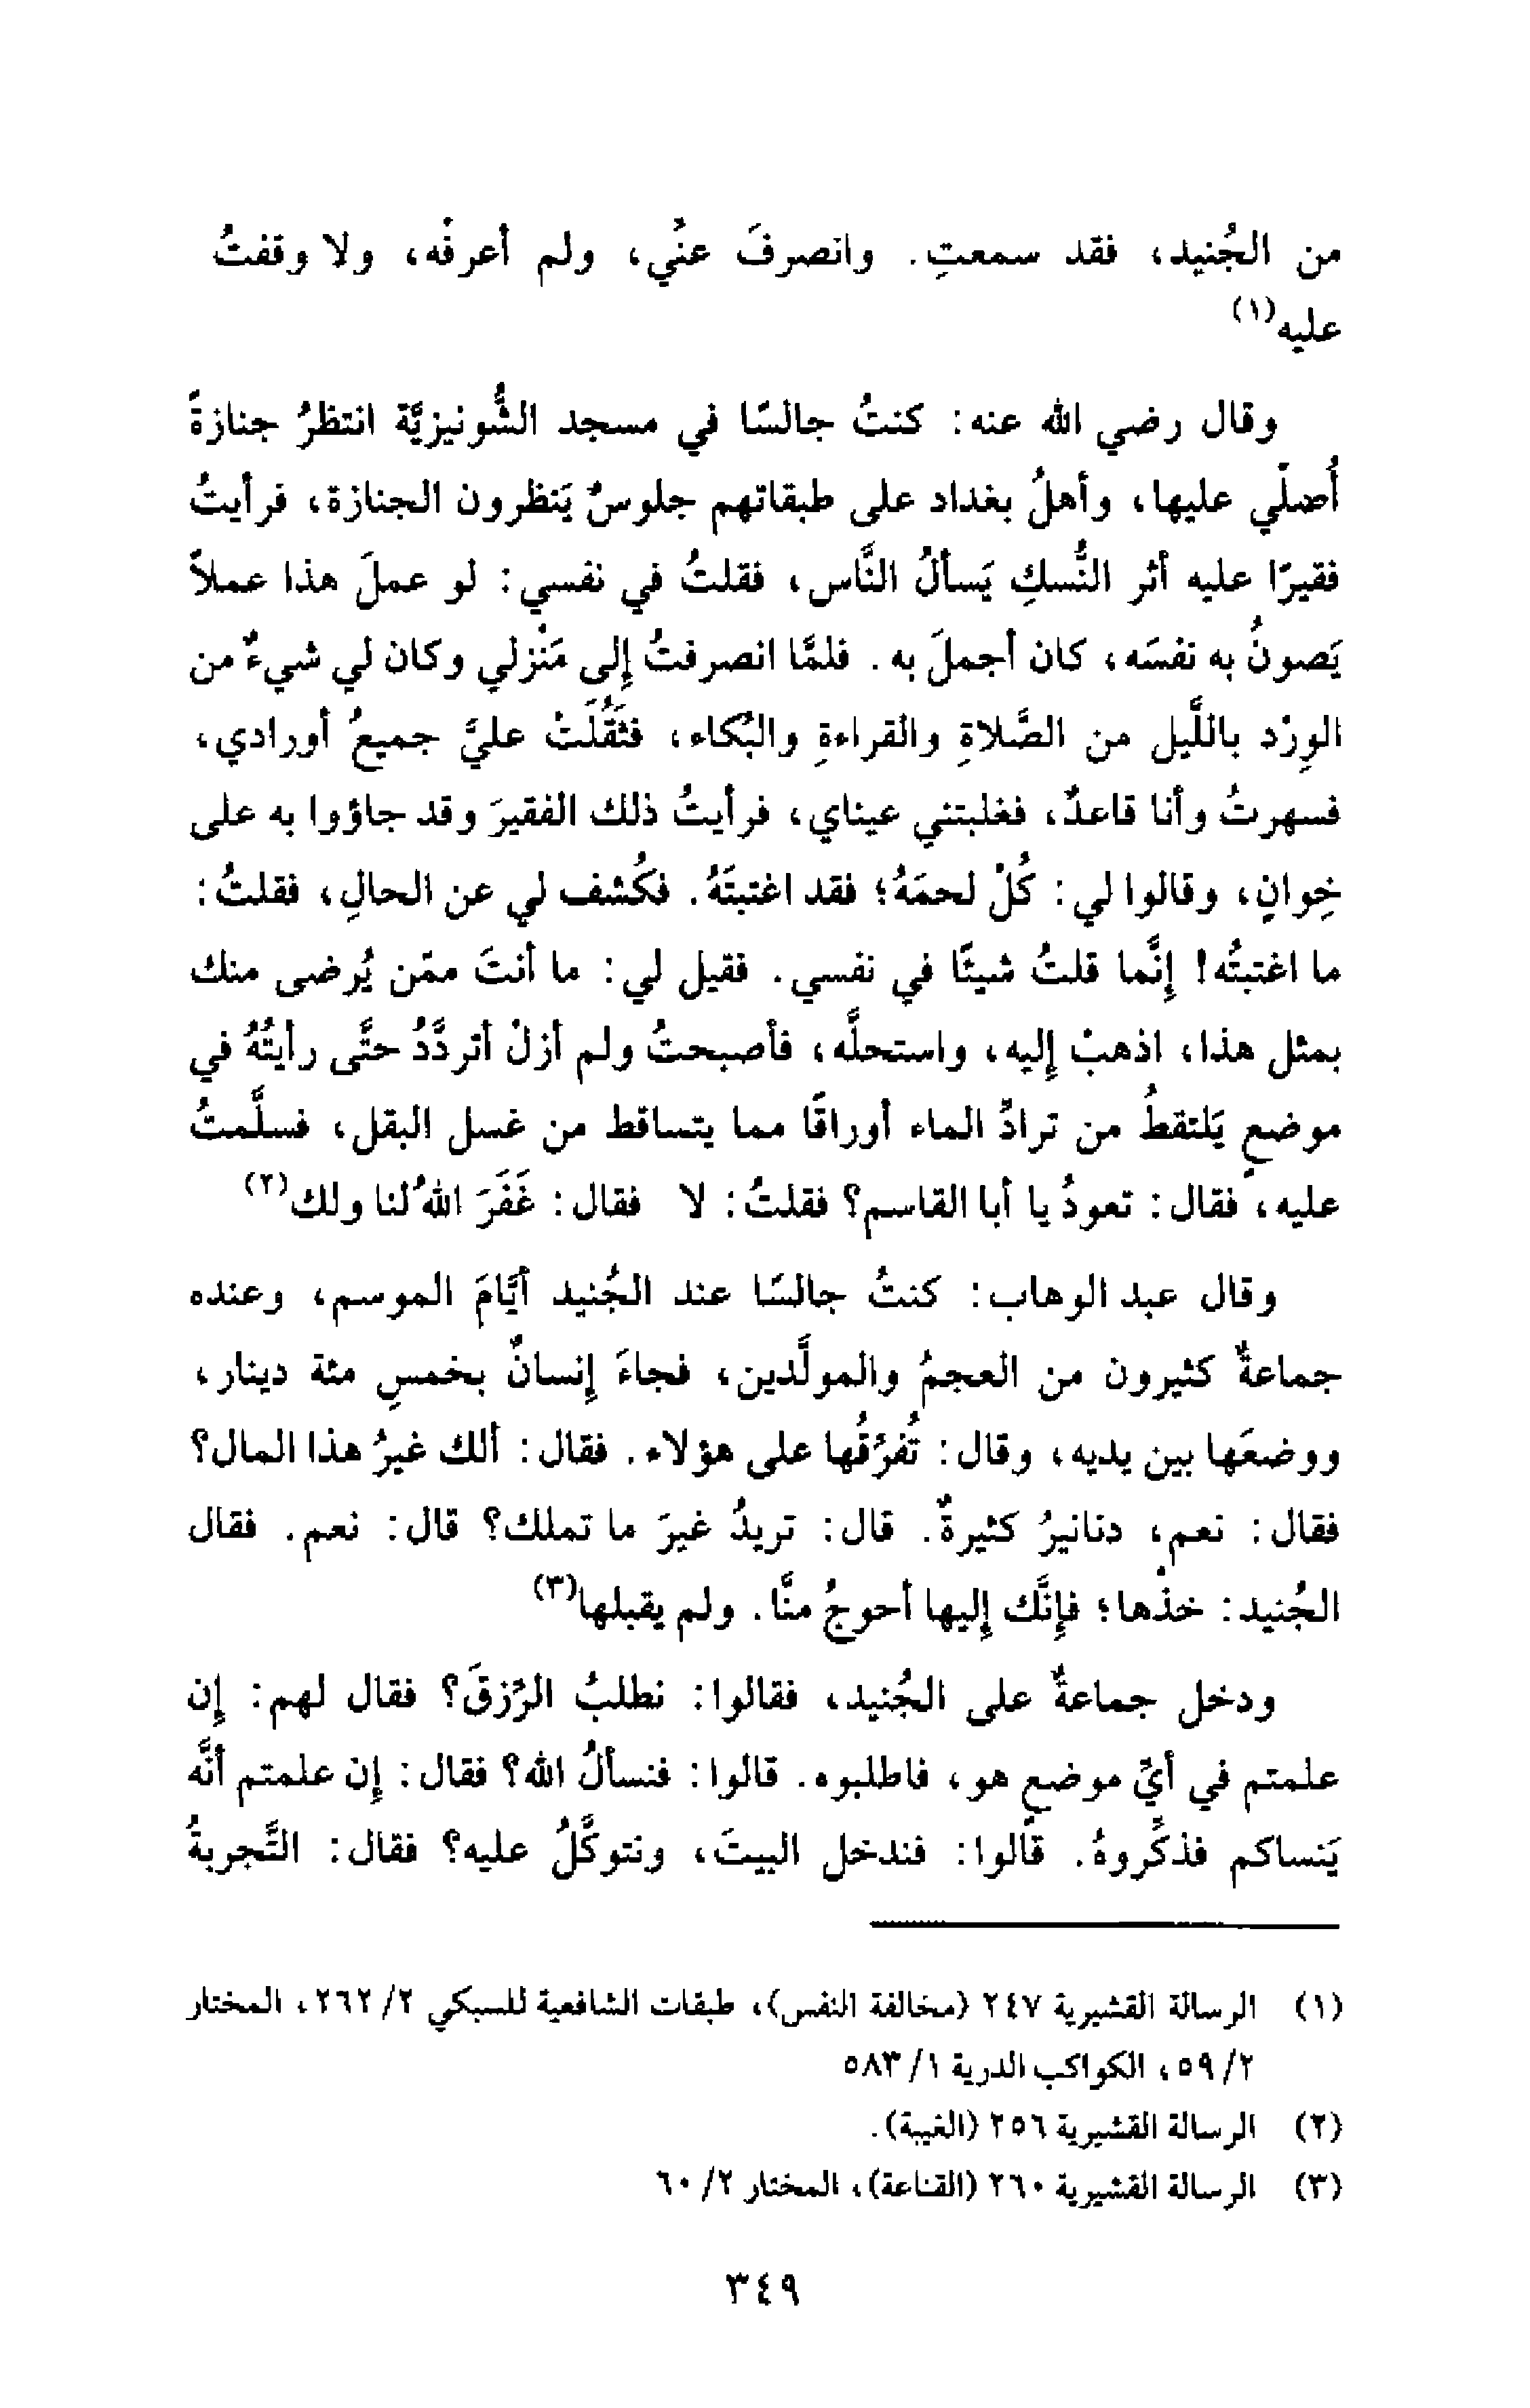 من الجُنيد، فقد سمعتِ. وانصرفَ عنِّي، ولم أعرفْه، ولا وقفتُ
عليه(١)
وقال رضي الله عنه: كنتُ جالسًا في مسجد الشُّونيزيَّة انتظرُ جنازةً
أُصلّي عليها، وأهلُ بغداد على طبقاتهم جلوسٌ يَنظرون الجنازة، فرأيتُ
فقيرًا عليه أثر النُّسكِ يَسألُ النَّاس، فقلتُ في نفسي: لو عملَ هذا عملاً
يَصونُ به نفسَه، كان أجملَ به. فلمَّا انصرفتُ إلى مَنْزلي وكان لي شيءٌ من
الوِرْد باللَّيل من الصَّلاةِ والقراءةِ والبُكاء، فثَقُلَتْ عليَّ جميعُ أورادي،
فسهرتُ وأنا قاعدٌ، فغلبتني عيناي، فرأيتُ ذلك الفقيرَ وقد جاؤوا به على
خِوانٍ، وقالوا لي: كُلْ لحمَهُ؛ فقد اغتبتَهُ. فكُشف لي عن الحالِ، فقلتُ:
ما اغتبتُه! إنَّما قلتُ شيئًا في نفسي. فقيل لي: ما أنتَ ممّن يُرضى منك
بمثل هذا، اذهبْ إليه، واستحلَّه، فأصبحتُ ولم أزلْ أتردَّدُ حتَّى رأيتُهُ في
موضعٍ يَلتقطُ من ترادِّ الماء أوراقًا مما يتساقط من غسل البقل، فسلَّمتُ
عليه، فقال: تعودُ يا أبا القاسم؟ فقلتُ: لا فقال: غَفَرَ اللهُ لنا ولك(٢)
وقال عبد الوهاب: كنتُ جالسًا عند الجُنيد أيَّامَ الموسم، وعنده
جماعةٌ كثيرون من العجمُ والمولَّدين، فجاءَ إنسانٌ بخمسِ مئة دينار،
ووضعَها بين يديه، وقال: تُفرِّقُها على هؤلاء. فقال: ألك غيرُ هذا المال؟
فقال: نعم، دنانيرُ كثيرةٌ. قال: تريدُ غيرَ ما تملك؟ قال: نعم. فقال
الجُنيد: خذْها؛ فإنَّك إليها أحوجُ منَّا. ولم يقبلها(٣)
ودخل جماعةٌ على الجُنيد، فقالوا: نطلبُ الرِّزقَ؟ فقال لهم: إن
علمتم في أيِّ موضعٍ هو، فاطلبوه. قالوا: فنسألُ الله؟ فقال: إن علمتم أنَّه
يَنساكم فذكِّروهُ. قالوا: فندخل البيتَ، ونتوكَّلُ عليه؟ فقال: التَّجربةُ
(١) الرسالة القشيرية ٢٤٧ (مخالفة النفس)، طبقات الشافعية للسبكي ٢/ ٢٦٢، المختار
٢/ ٥٩، الكواكب الدرية ١/ ٥٨٣
(٢) الرسالة القشيرية ٢٥٦ (الغيبة).
(٣) الرسالة القشيرية ٢٦٠ (القناعة)، المختار ٢/ ٦٠
٣٤٩